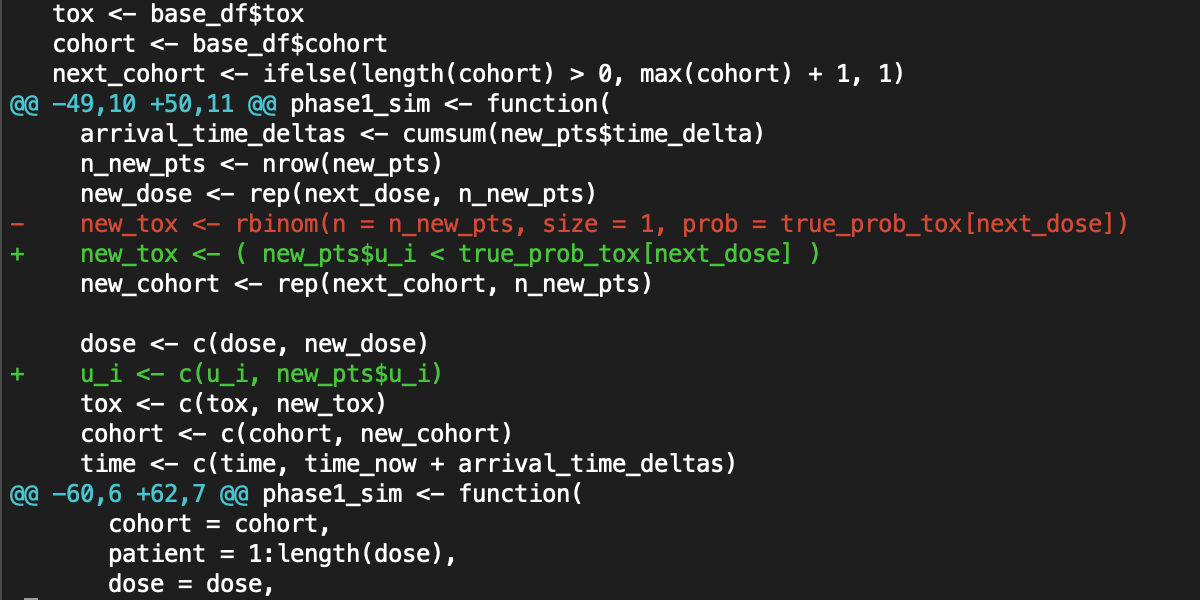 tox <- base_df$tox
cohort <- base_df$cohort
next_cohort <- ifelse(length(cohort) > 0, max(cohort) + 1, 1)
@@ -49,10 +50,11 @@ phase1_sim <- function(
arrival_time_deltas <- cumsum(new_pts$time_delta)
n_new_pts <- nrow(new_pts)
new_dose <- rep(next_dose, n_new_pts)
- new_tox <- rbinom(n = n_new_pts, size = 1, prob = true_prob_tox[next_dose])
+ new_tox <- ( new_pts$u_i < true_prob_tox[next_dose] )
new_cohort <- rep(next_cohort, n_new_pts)
dose <- c(dose, new_dose)
+ u_i <- c(u_i, new_pts$u_i)
tox <- c(tox, new_tox)
cohort <- c(cohort, new_cohort)
time <- c(time, time_now + arrival_time_deltas)
@@ -60,6 +62,7 @@ phase1_sim <- function(
cohort = cohort,
patient = 1:length(dose),
dose = dose,